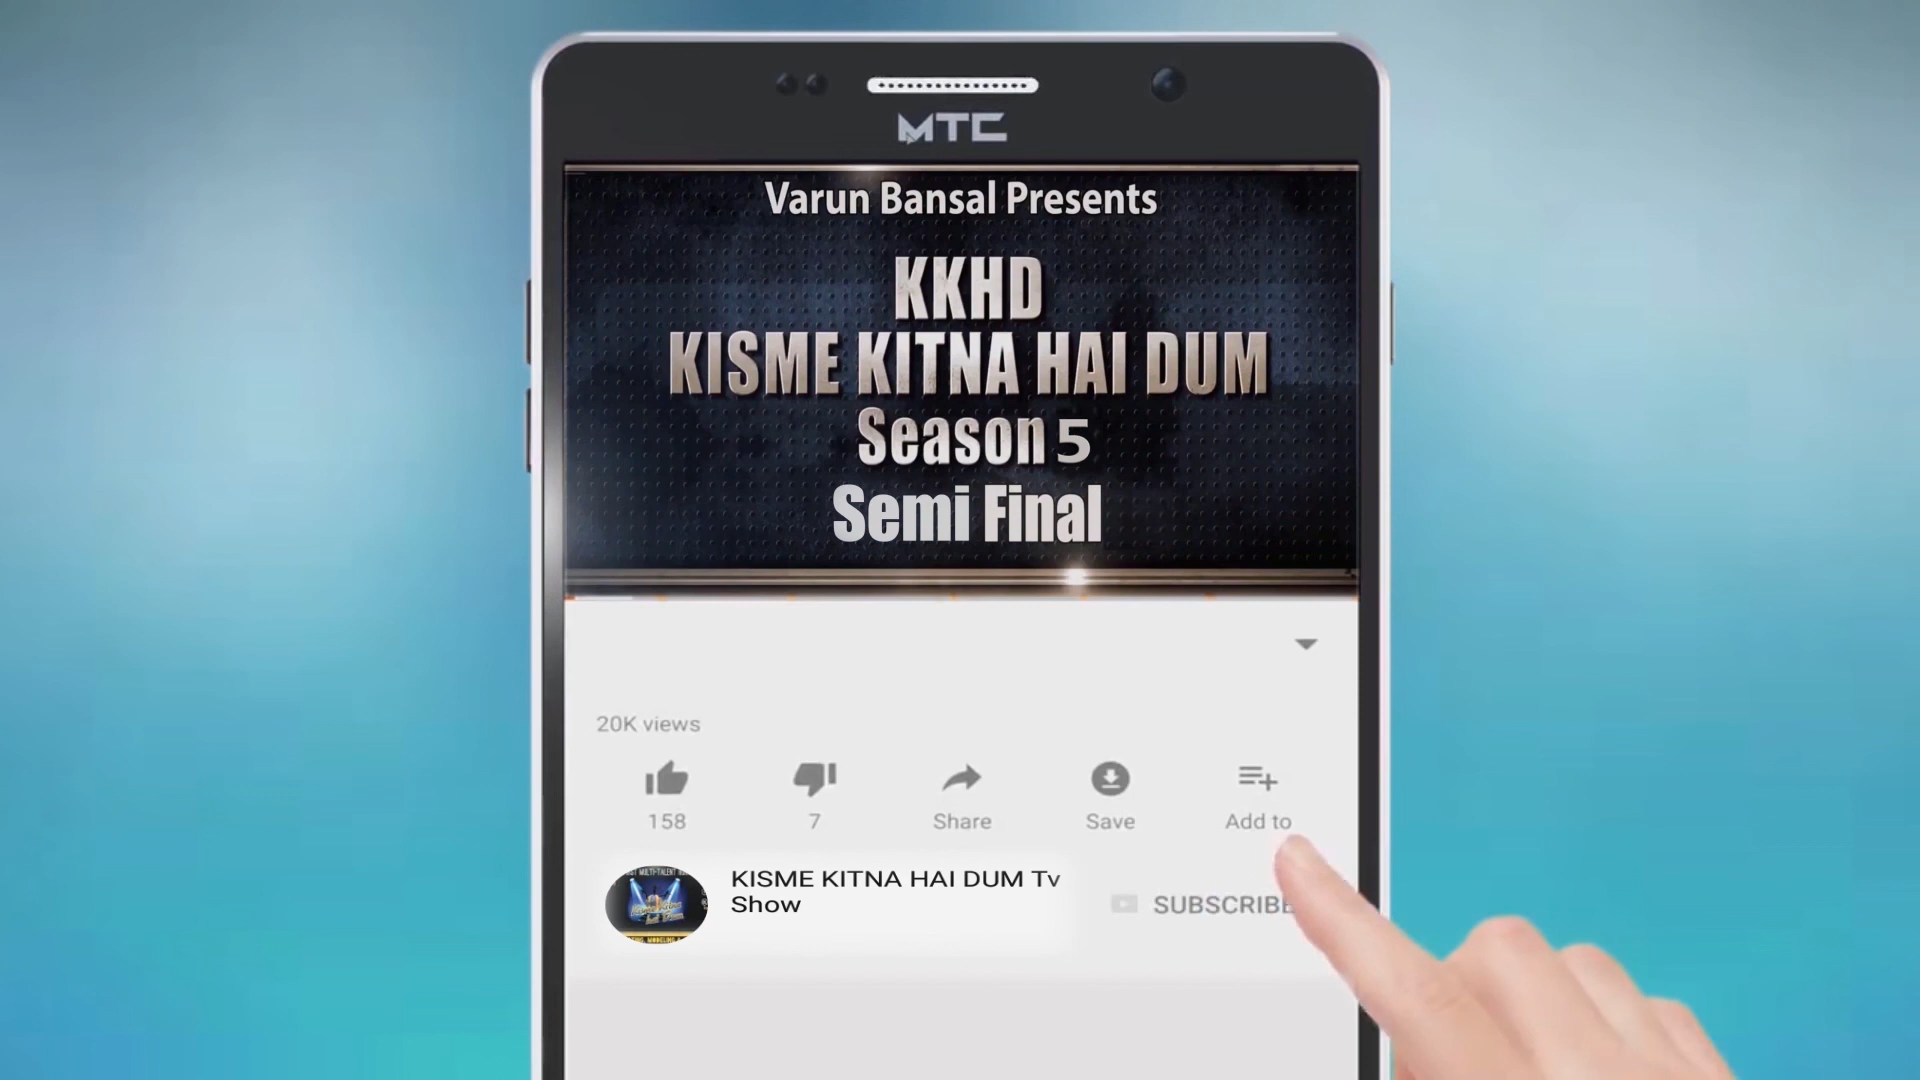 MTC
Varun Bansal Presents
KKHD
KISME KITNA HAI DUM
Season 5
Semi Final
20K views
158
7
Share
Save
Add to
KISME KITNA HAI DUM Tv
Show
SUBSCRIBE